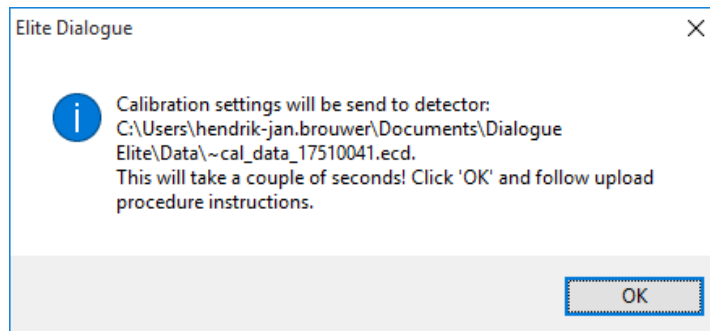 Elite Dialogue
Calibration settings will be send to detector:
C:\Users\hendrik-jan.brouwer\Documents\Dialogue
Elite\Data\~cal_data_17510041.ecd.
This will take a couple of seconds! Click 'OK' and follow upload
procedure instructions.
OK